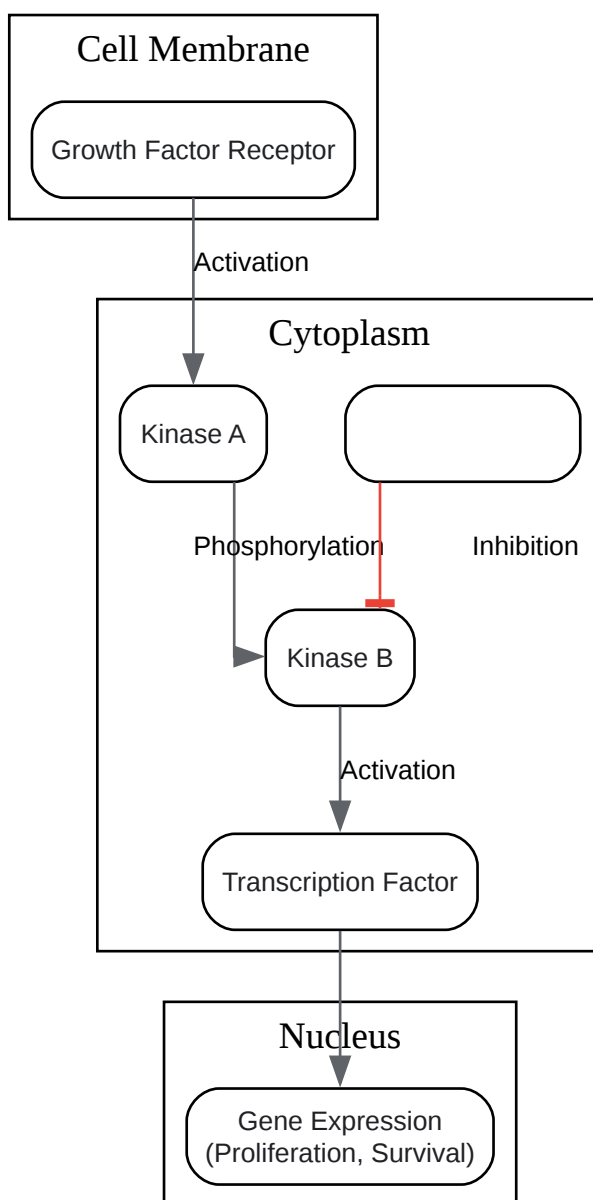 Cell Membrane
Growth Factor Receptor
Activation
Cytoplasm
Kinase A
Phosphorylation
Inhibition
Kinase B
Activation
Transcription Factor
Nucleus
Gene Expression
(Proliferation, Survival)